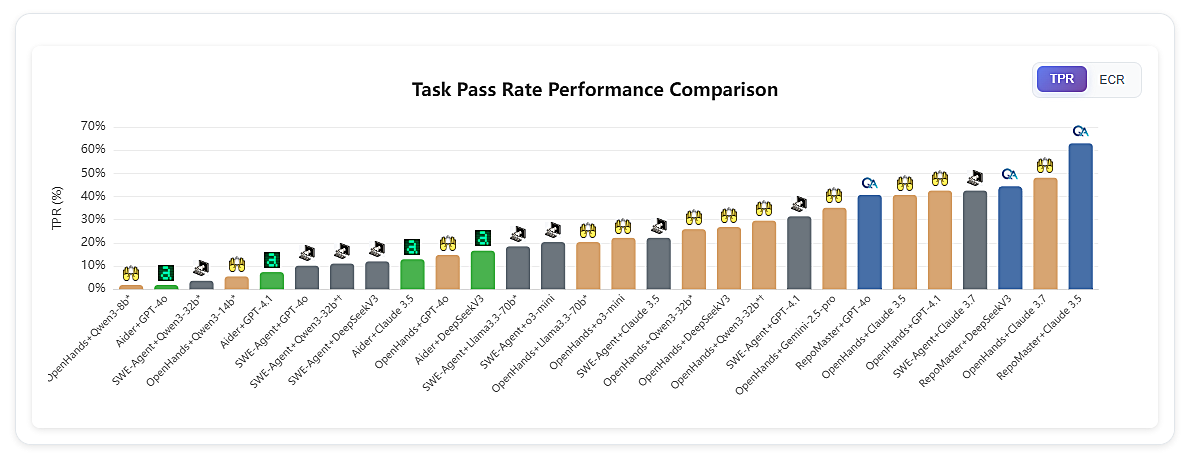 TPR
ECR
Task Pass Rate Performance Comparison
TPR (%)
70%
60%
50%
40%
30%
20%
10%
0%
OpenHands+Qwen3-8b*
Aider+GPT-4o
SWE-Agent+Qwen3-32b*
OpenHands+Qwen3-14b*
Aider+GPT-4.1
SWE-Agent+GPT-4o
SWE-Agent+Qwen3-32b*†
SWE-Agent+DeepSeekV3
Aider+Claude 3.5
OpenHands+GPT-4o
Aider+DeepSeekV3
SWE-Agent+Llama3.3-70b*
SWE-Agent+o3-mini
OpenHands+Llama3.3-70b*
OpenHands+o3-mini
SWE-Agent+Claude 3.5
OpenHands+Qwen3-32b*
OpenHands+DeepSeekV3
OpenHands+Qwen3-32b*†
SWE-Agent+GPT-4.1
OpenHands+Gemini-2.5-pro
RepoMaster+GPT-4o
OpenHands+Claude 3.5
OpenHands+GPT-4.1
SWE-Agent+Claude 3.7
RepoMaster+DeepSeekV3
OpenHands+Claude 3.7
RepoMaster+Claude 3.5